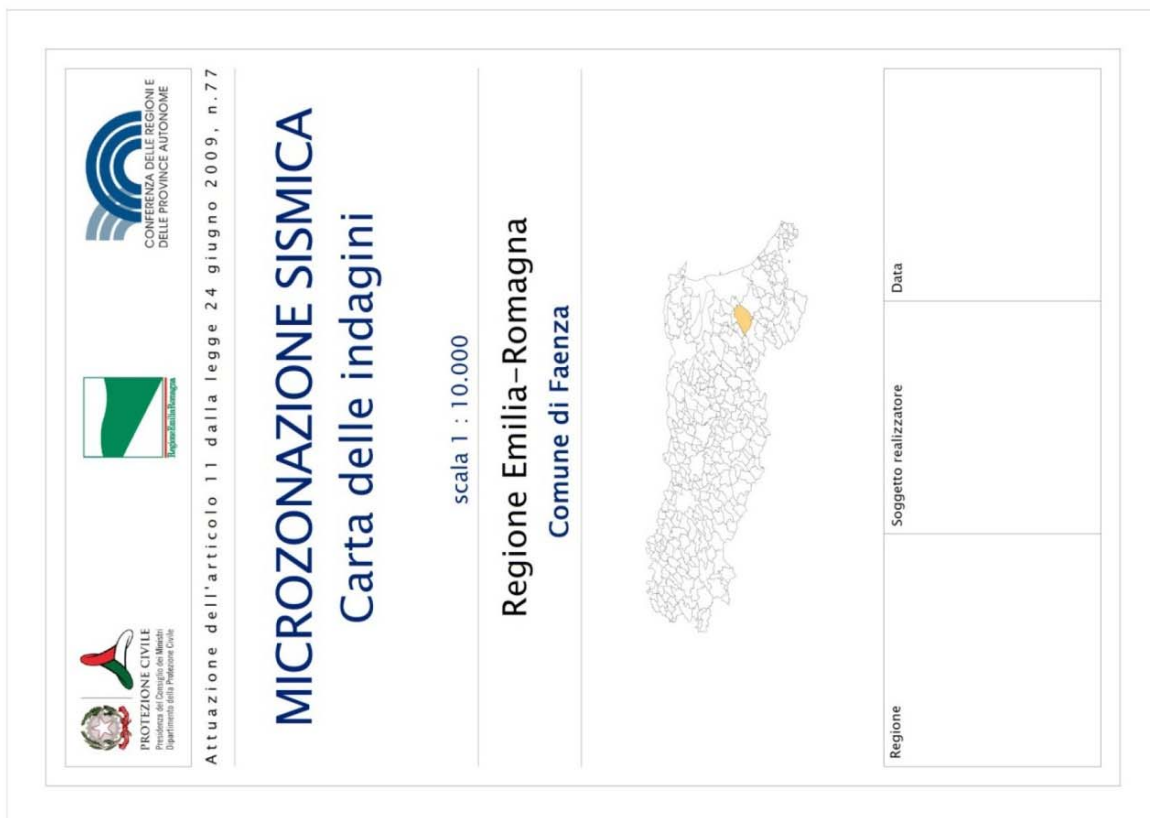 PROTEZIONE CIVILE
Presidenza del Consiglio dei Ministri
Dipartimento della Protezione Civile
RegioneEmiliaRomagna
CONFERENZA DELLE REGIONI E
DELLE PROVINCE AUTONOME
Attuazione dell'articolo 11 dalla legge 24 giugno 2009, n.77
MICROZONAZIONE SISMICA
Carta delle indagini
scala 1 : 10.000
Regione Emilia-Romagna
Comune di Faenza
Regione
Soggetto realizzatore
Data